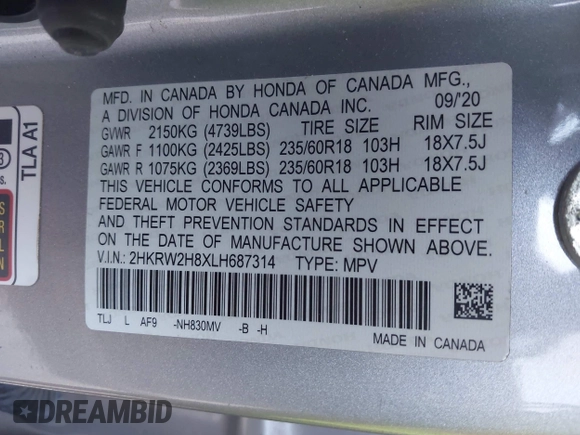 MFD. IN CANADA BY HONDA OF CANADA MFG.,
A DIVISION OF HONDA CANADA INC. 09/'20
GVWR 2150KG (4739LBS) TIRE SIZE RIM SIZE
GAWR F 1100KG (2425LBS) 235/60R18 103H 18X7.5J
GAWR R 1075KG (2369LBS) 235/60R18 103H 18X7.5J
THIS VEHICLE CONFORMS TO ALL APPLICABLE
FEDERAL MOTOR VEHICLE SAFETY
AND THEFT PREVENTION STANDARDS IN EFFECT
ON THE DATE OF MANUFACTURE SHOWN ABOVE.
V.I.N.: 2HKRW2H8XLH687314 TYPE: MPV
TLJ L AF9 -NH830MV -B -H
MADE IN CANADA
TLA A1
DREAMBID